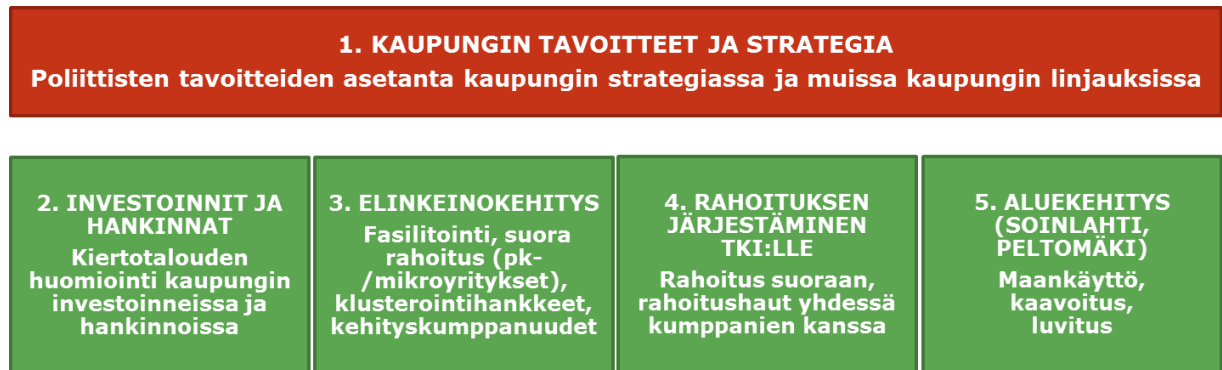 1. KAUPUNGIN TAVOITTEET JA STRATEGIA
Poliittisten tavoitteiden asetanta kaupungin strategiassa ja muissa kaupungin linjauksissa
2. INVESTOINNIT JA
HANKINNAT
Kiertotalouden
huomiointi kaupungin
investoinneissa ja
hankinnoissa
3. ELINKEINOKEHITYS
Fasilitointi, suora
rahoitus (pk-
/mikroyritykset),
klusterointihankkeet,
kehityskumppanuudet
4. RAHOITUKSEN
JÄRJESTÄMINEN
TKI:LLE
Rahoitus suoraan,
rahoitushaut yhdessä
kumppanien kanssa
5. ALUEKEHITYS
(SOINLAHTI,
PELTOMÄKI)
Maankäyttö,
kaavoitus,
luvitus